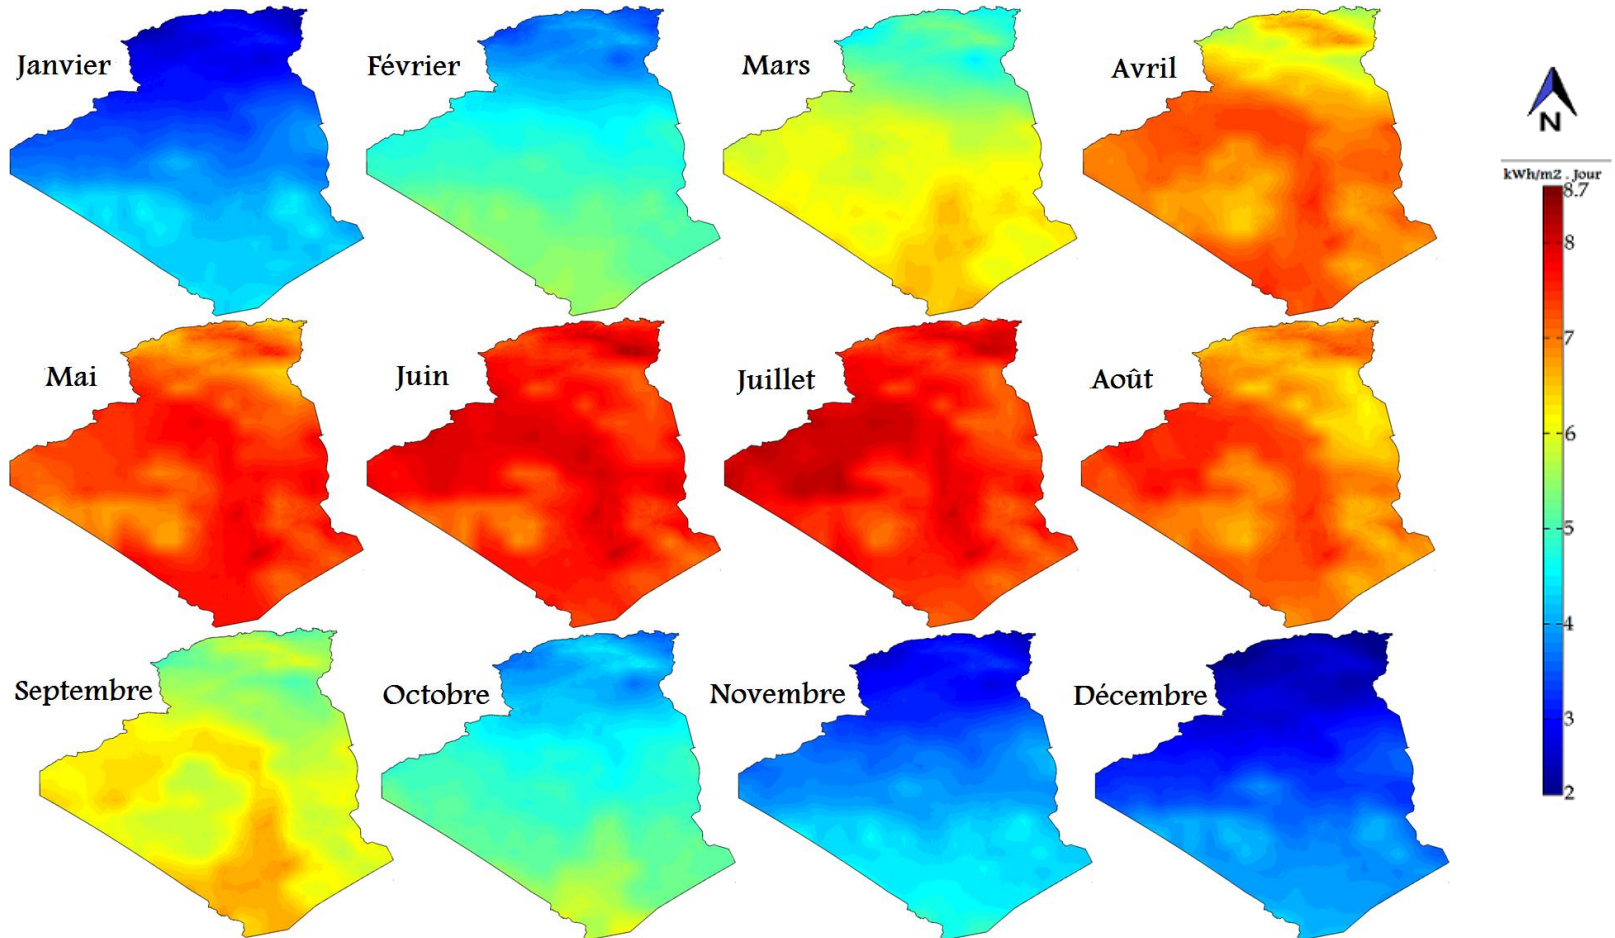 Janvier
Février
Mars
Avril
N
kWh/m2 . Jour
8.7
8
7
6
5
4
3
2
Mai
Juin
Juillet
Août
Septembre
Octobre
Novembre
Décembre